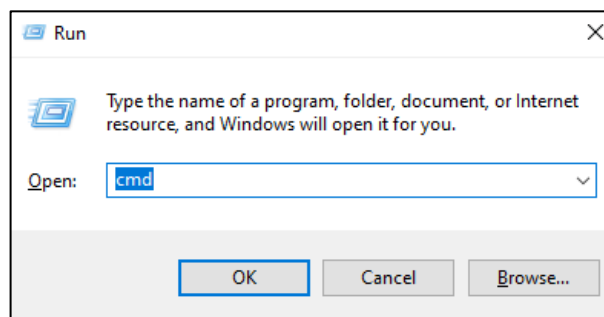 Run
Type the name of a program, folder, document, or Internet
resource, and Windows will open it for you.
Open: cmd
OK Cancel Browse...